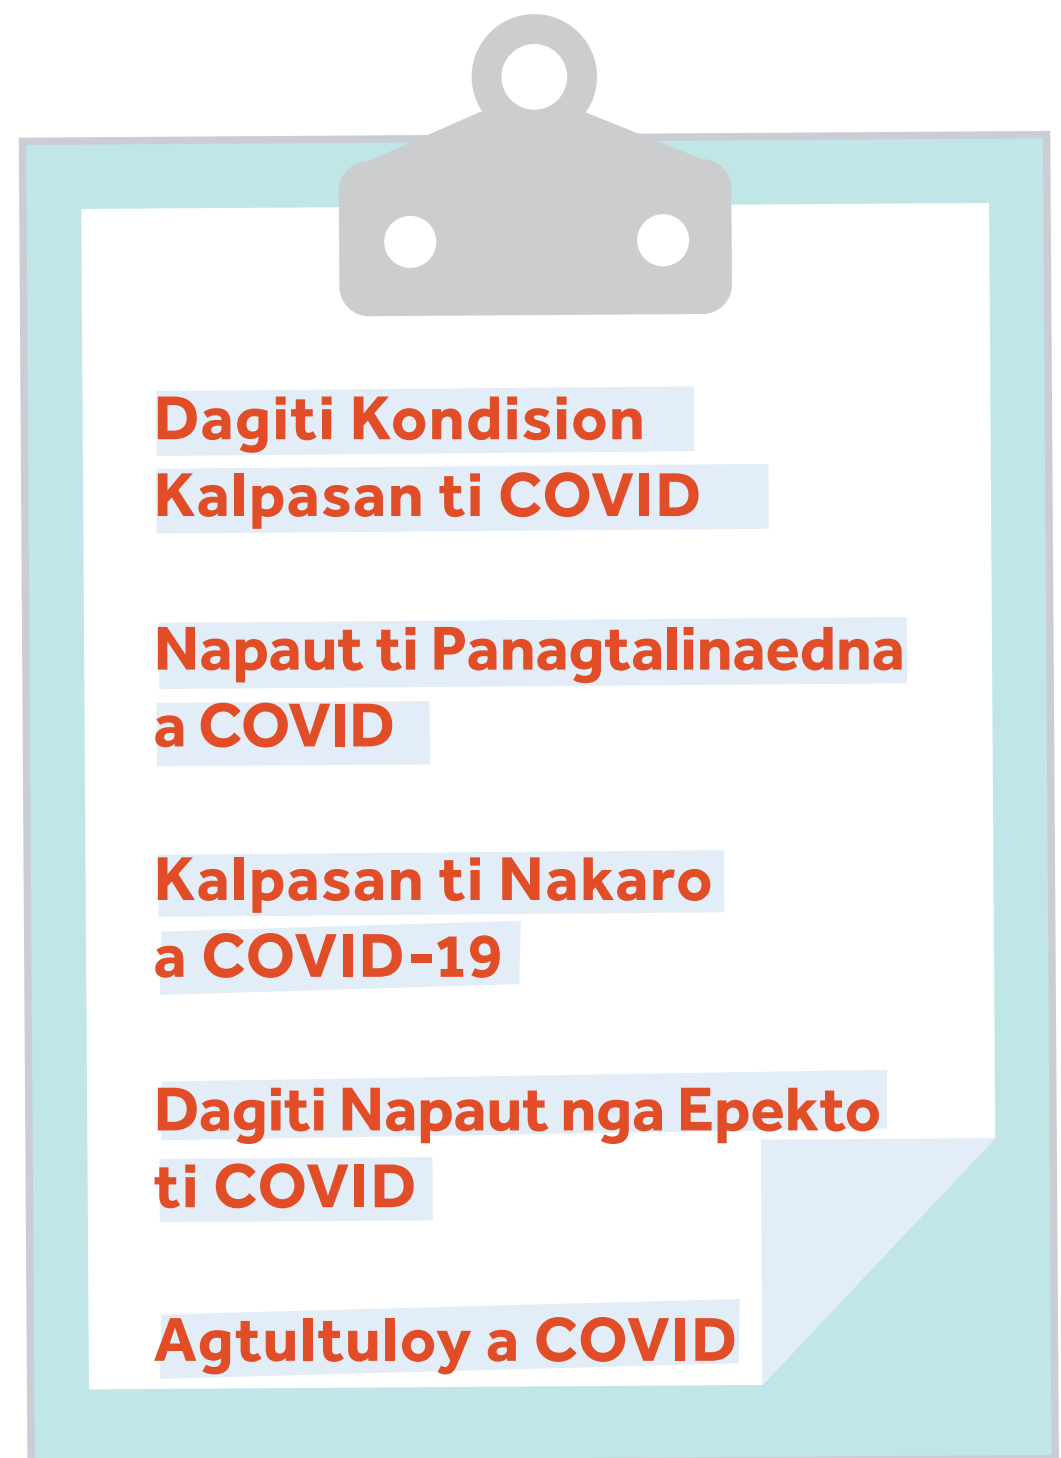 Dagiti Kondision
Kalpasan ti COVID
Napaut ti Panagtalinaedna
a COVID
Kalpasan ti Nakaro
a COVID-19
Dagiti Napaut nga Epekto
ti COVID
Agtultuloy a COVID